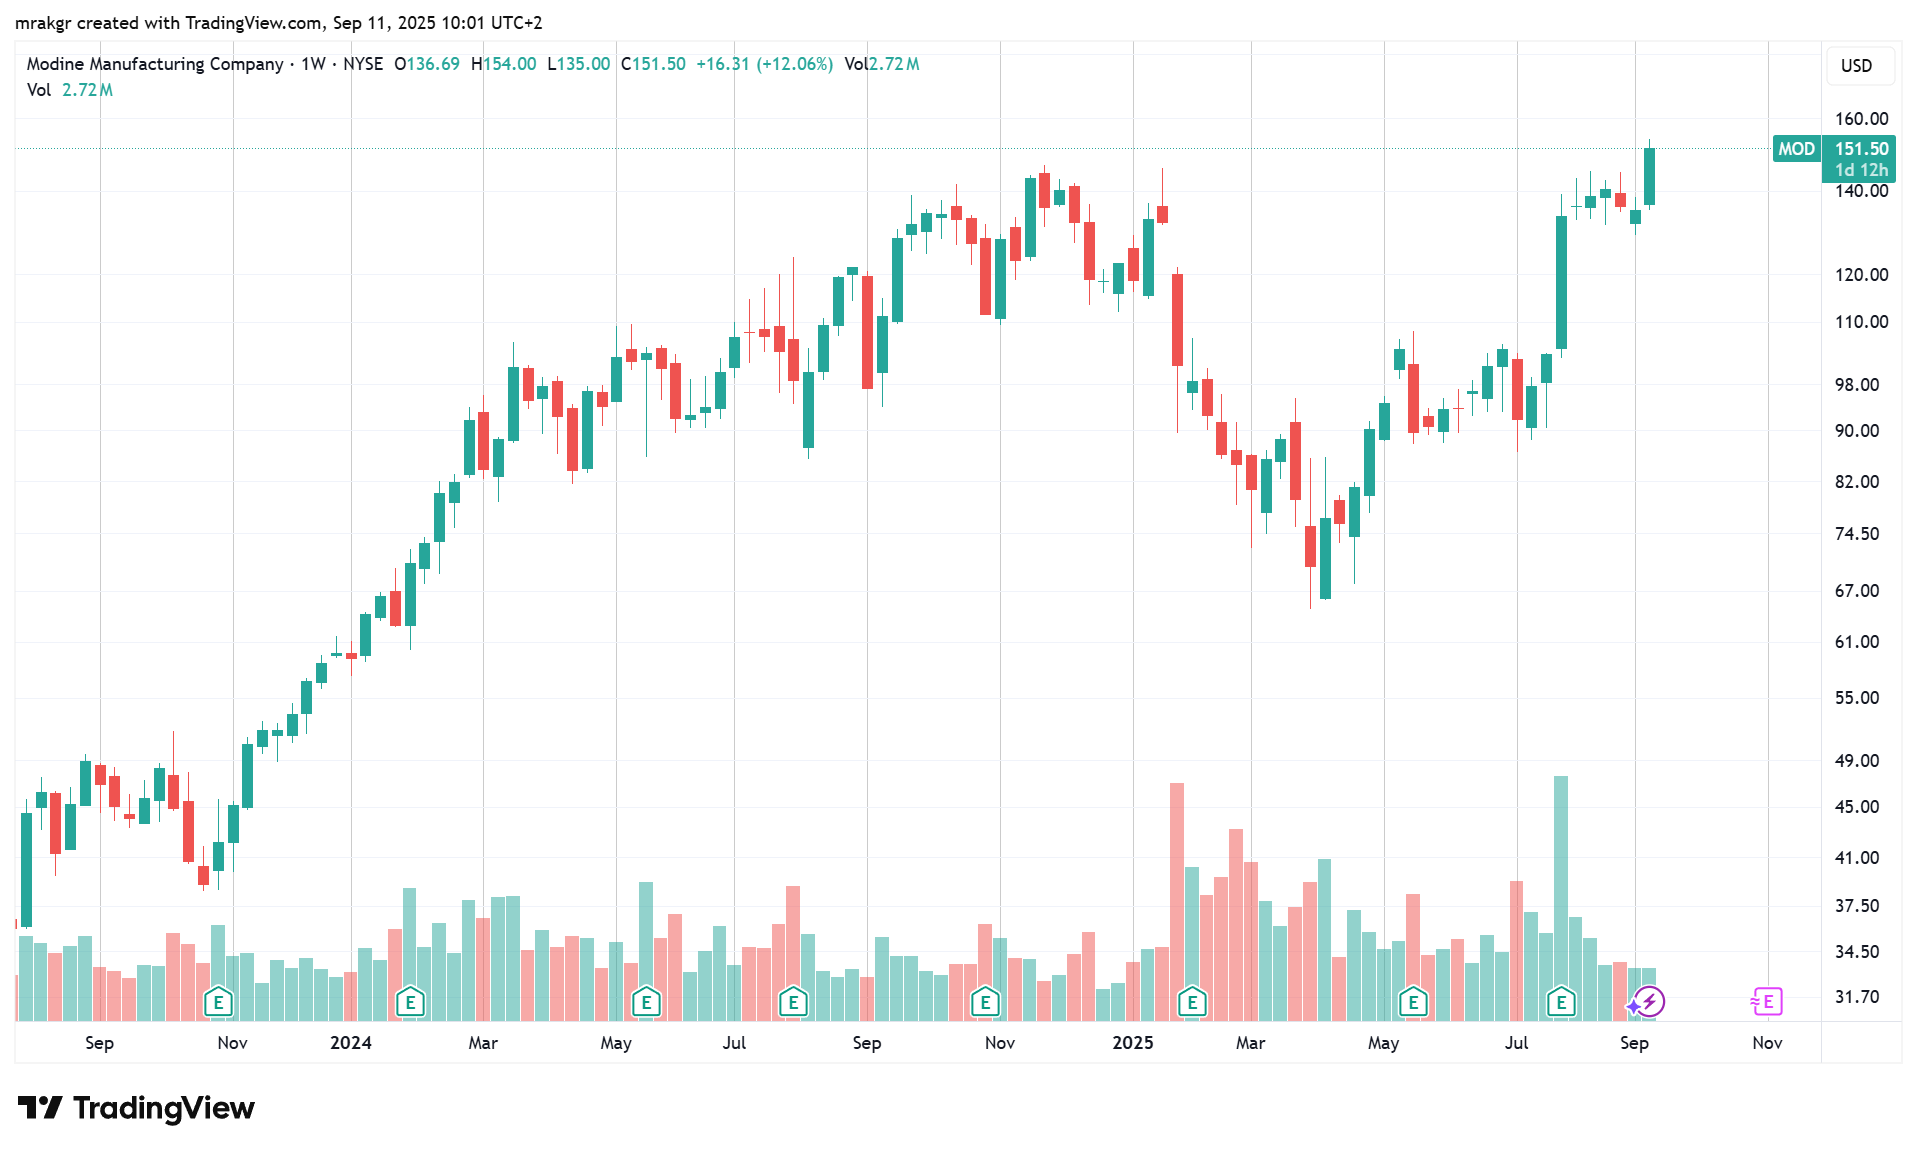 mrakgr created with TradingView.com, Sep 11, 2025 10:01 UTC+2
Modine Manufacturing Company · 1W · NYSE O136.69 H154.00 L135.00 C151.50 +16.31 (+12.06%) Vol2.72M
Vol 2.72M
USD
160.00
MOD 151.50
1d 12h
140.00
120.00
110.00
98.00
90.00
82.00
74.50
67.00
61.00
55.00
49.00
45.00
41.00
37.50
34.50
31.70
E E E E E E E E ≈E
Sep Nov 2024 Mar May Jul Sep Nov 2025 Mar May Jul Sep Nov
TradingView